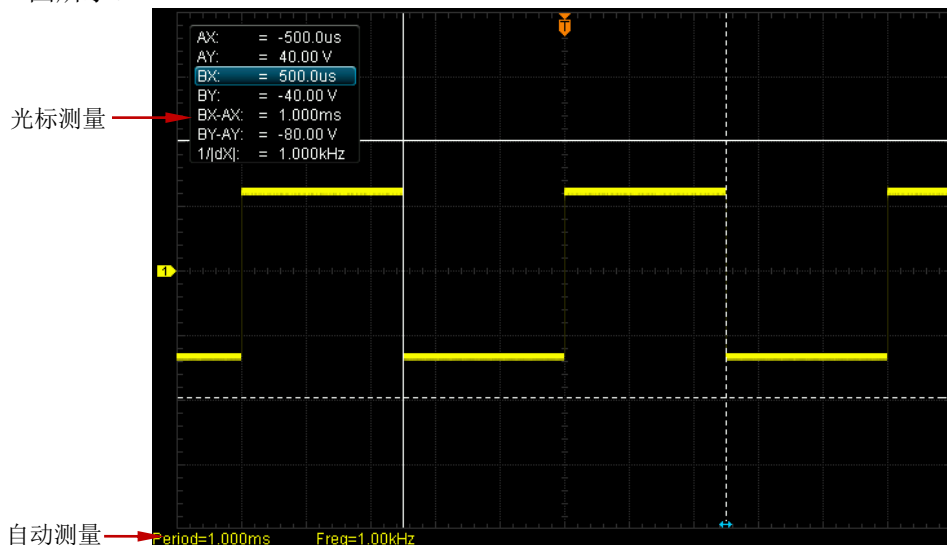 T
AX: = -500.0us
AY: = 40.00 V
BX: = 500.0us
BY: = -40.00 V
BX-AX: = 1.000ms
BY-AY: = -80.00 V
1/|dX|: = 1.000kHz
光标测量
1
自动测量
Period=1.000ms Freq=1.00kHz